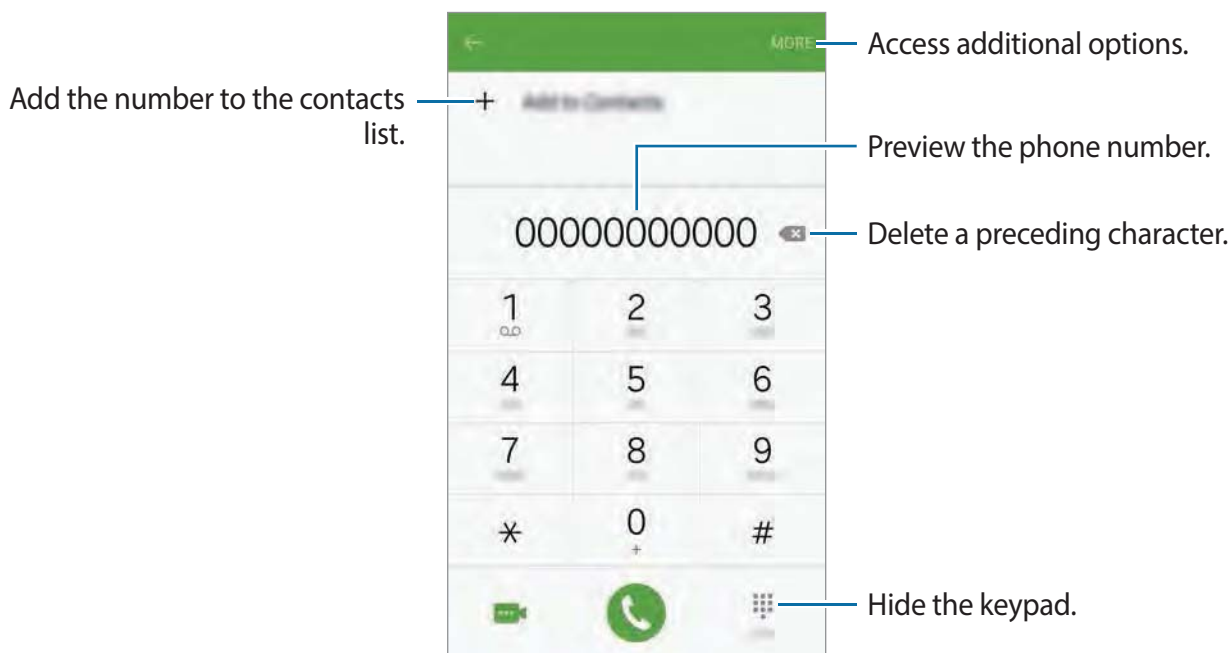 MORE
Access additional options.
Add the number to the contacts
list.
Add to Contacts
Preview the phone number.
00000000000
Delete a preceding character.
1
2
3
4
5
6
7
8
9
*
0
+
#
Hide the keypad.